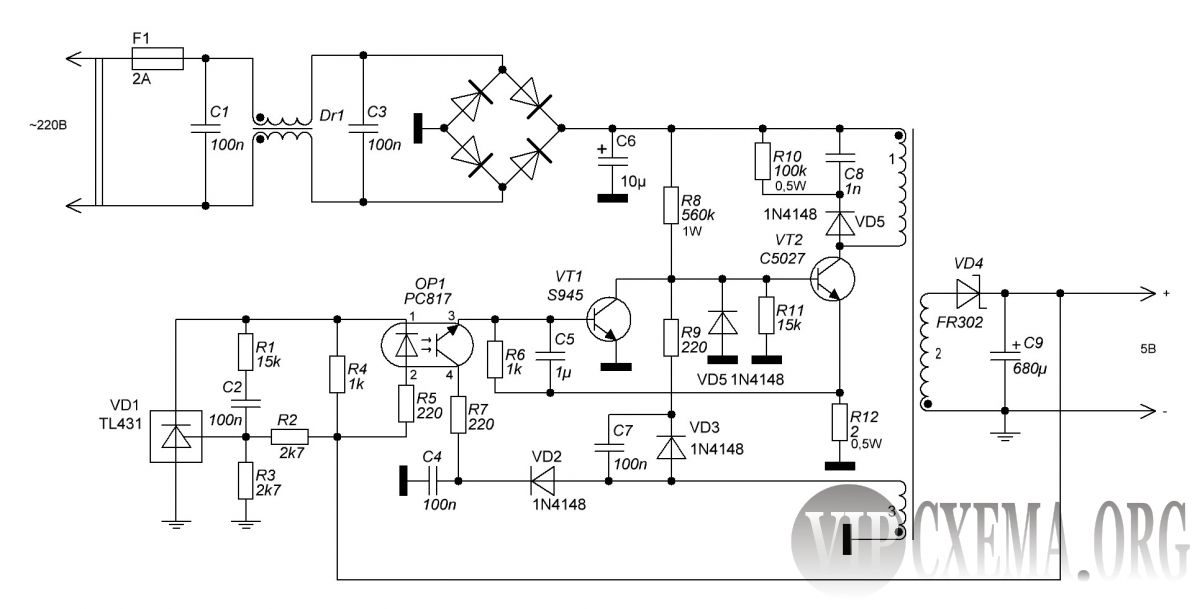 F1
2A
~220В
C1
100n
Dr1
C3
100n
C6
+
10µ
R8
560k
1W
R10
100k
0,5W
C8
1n
1
1N4148
VD5
VT2
C5027
VT1
S945
OP1
PC817
1
3
2
4
R1
15k
C2
100n
R4
1k
R5
220
R7
220
R6
1k
C5
1µ
R9
220
R11
15k
VD5 1N4148
VD1
TL431
R2
2k7
R3
2k7
C4
100n
VD2
1N4148
C7
100n
VD3
1N4148
R12
2
0,5W
VD4
FR302
2
+
C9
680µ
+
5В
-
3
VIPCXEMA.ORG